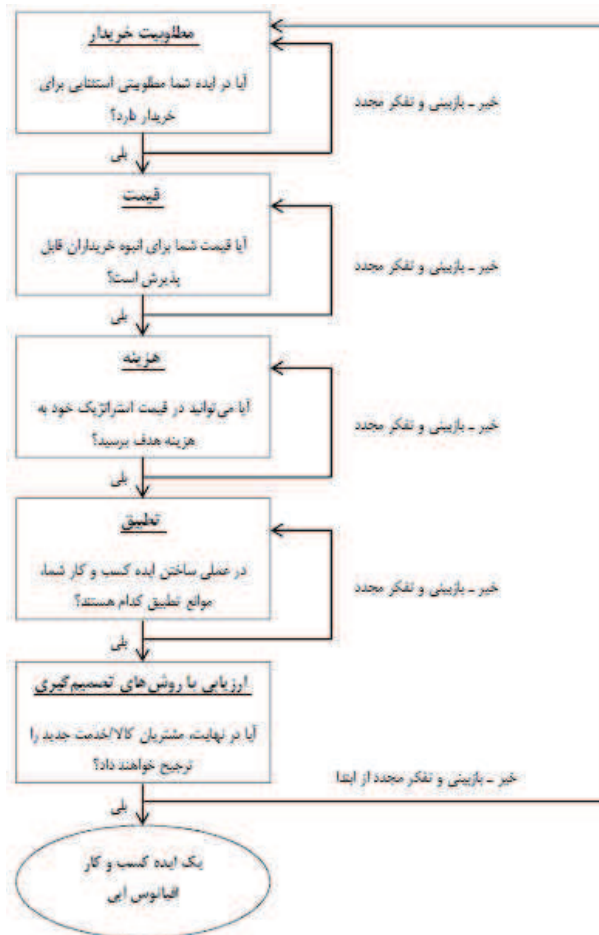 مطلوبیت خریدار
آیا در ایده شما مطلوبیتی استثنایی برای
خریدار دارد؟
خیر ـ بازبینی و تفکر مجدد
بلی
قیمت
آیا قیمت شما برای انبوه خریداران قابل
پذیرش است؟
خیر ـ بازبینی و تفکر مجدد
بلی
هزینه
آیا می‌توانید در قیمت استراتژیک خود به
هزینه هدف برسید؟
خیر ـ بازبینی و تفکر مجدد
بلی
تطبیق
در عملی ساختن ایده کسب و کار شما،
موانع تطبیق کدام هستند؟
خیر ـ بازبینی و تفکر مجدد
بلی
ارزیابی با روش‌های تصمیم‌گیری
آیا در نهایت، مشتریان کالا/خدمت جدید را
ترجیح خواهند داد؟
خیر ـ بازبینی و تفکر مجدد از ابتدا
بلی
یک ایده کسب و کار
اقیانوس آبی